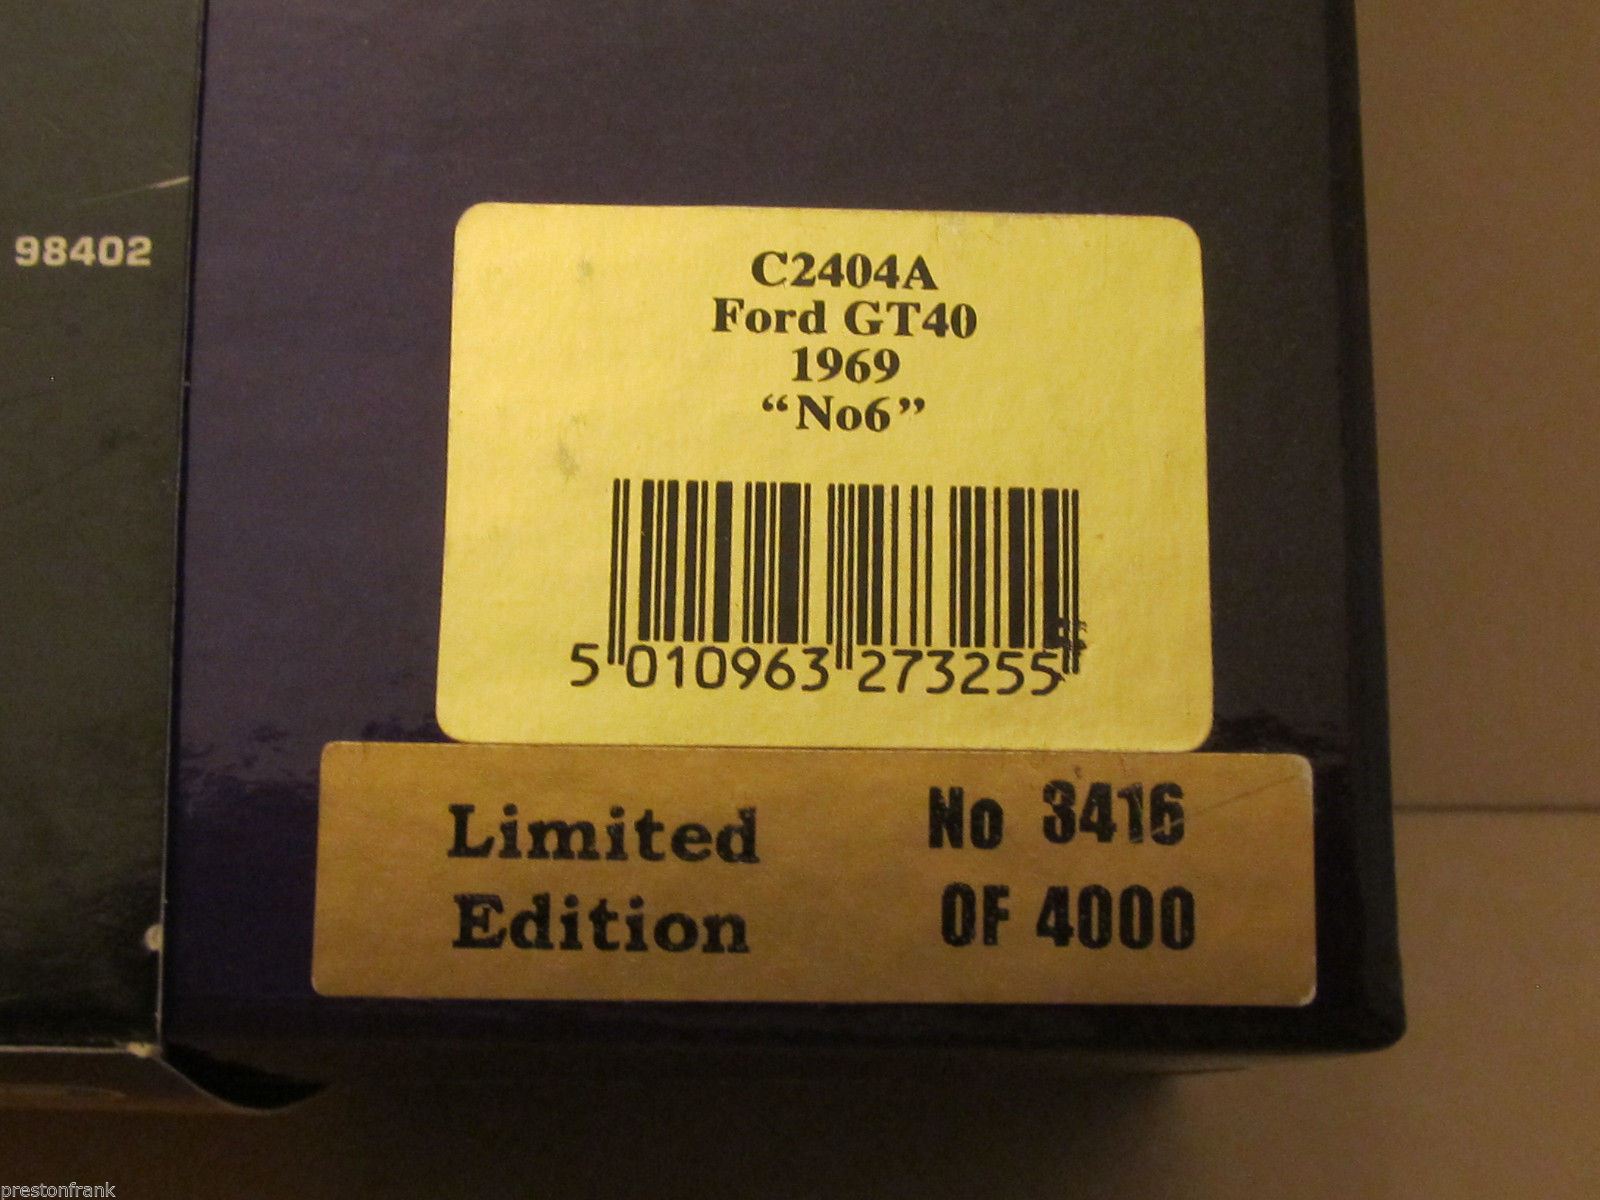 98402
C2404A
Ford GT40
1969
“No6”
5 010963 273255
Limited
Edition
No 3416
OF 4000
prestonfrank